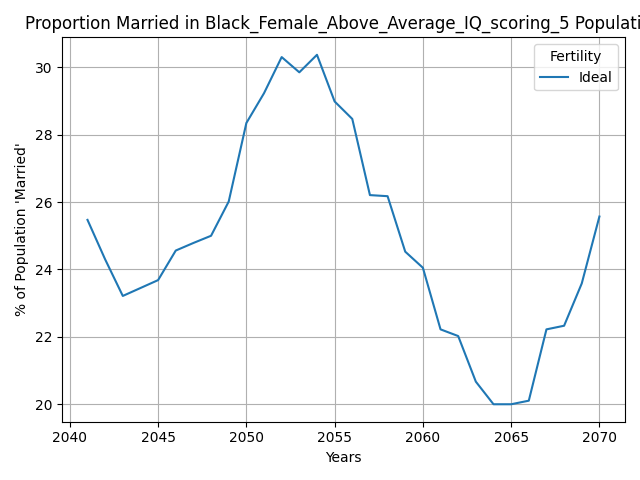 Proportion Married in Black_Female_Above_Average_IQ_scoring_5 Populati
Fertility
Ideal
% of Population 'Married'
30
28
26
24
22
20
2040 2045 2050 2055 2060 2065 2070
Years